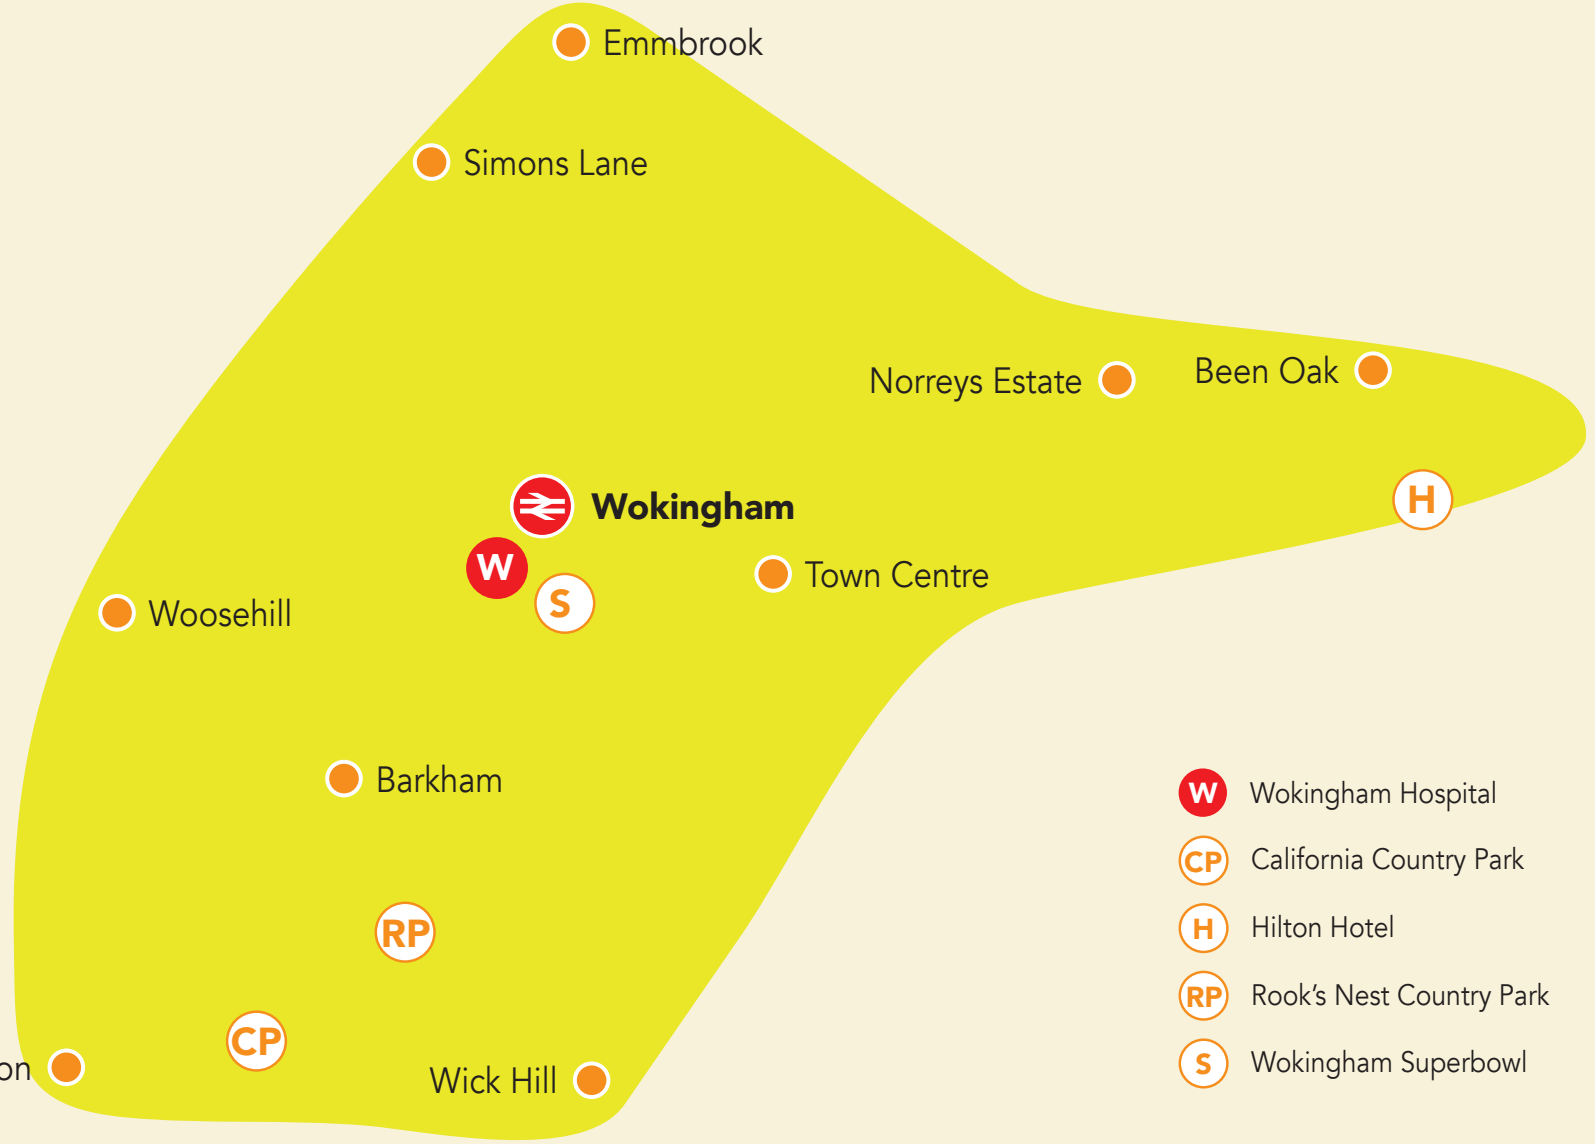 Emmbrook
Simons Lane
Norreys Estate
Been Oak
Wokingham
W
S
Town Centre
Woosehill
H
Barkham
RP
CP
on
Wick Hill
W Wokingham Hospital
CP California Country Park
H Hilton Hotel
RP Rook's Nest Country Park
S Wokingham Superbowl